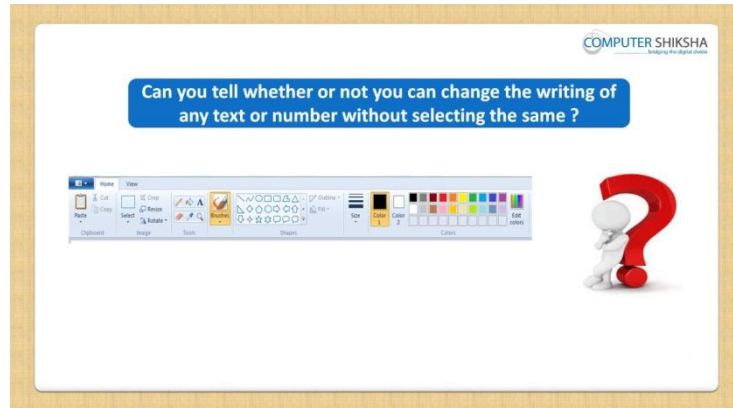 COMPUTER SHIKSHA
bridging the digital divide
Can you tell whether or not you can change the writing of
any text or number without selecting the same ?
Home View
Paste
Cut
Copy
Clipboard
Select
Crop
Resize
Rotate
Image
A
Tools
Brushes
Outline
Fill
Shapes
Size
Color
1
Color
2
Colors
Edit
colors